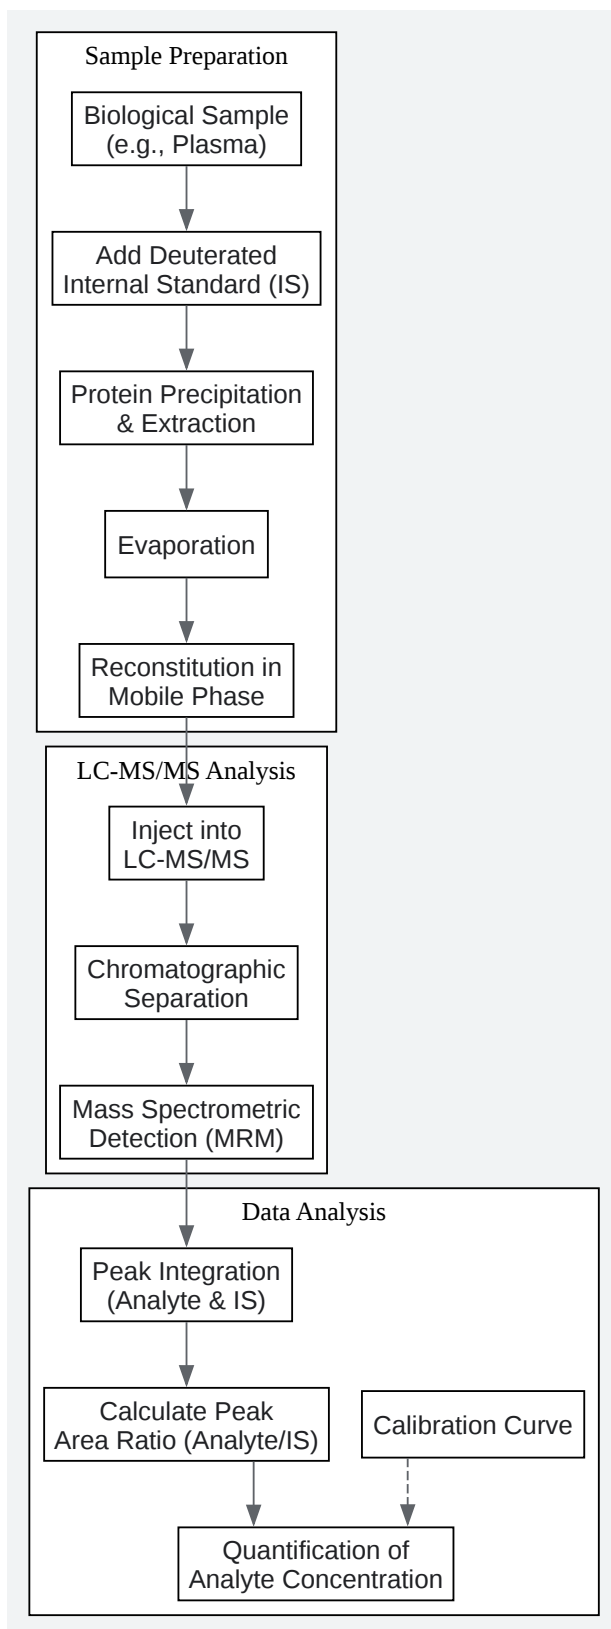 Sample Preparation
Biological Sample
(e.g., Plasma)
Add Deuterated
Internal Standard (IS)
Protein Precipitation
& Extraction
Evaporation
Reconstitution in
Mobile Phase
LC-MS/MS Analysis
Inject into
LC-MS/MS
Chromatographic
Separation
Mass Spectrometric
Detection (MRM)
Data Analysis
Peak Integration
(Analyte & IS)
Calculate Peak
Area Ratio (Analyte/IS)
Calibration Curve
Quantification of
Analyte Concentration